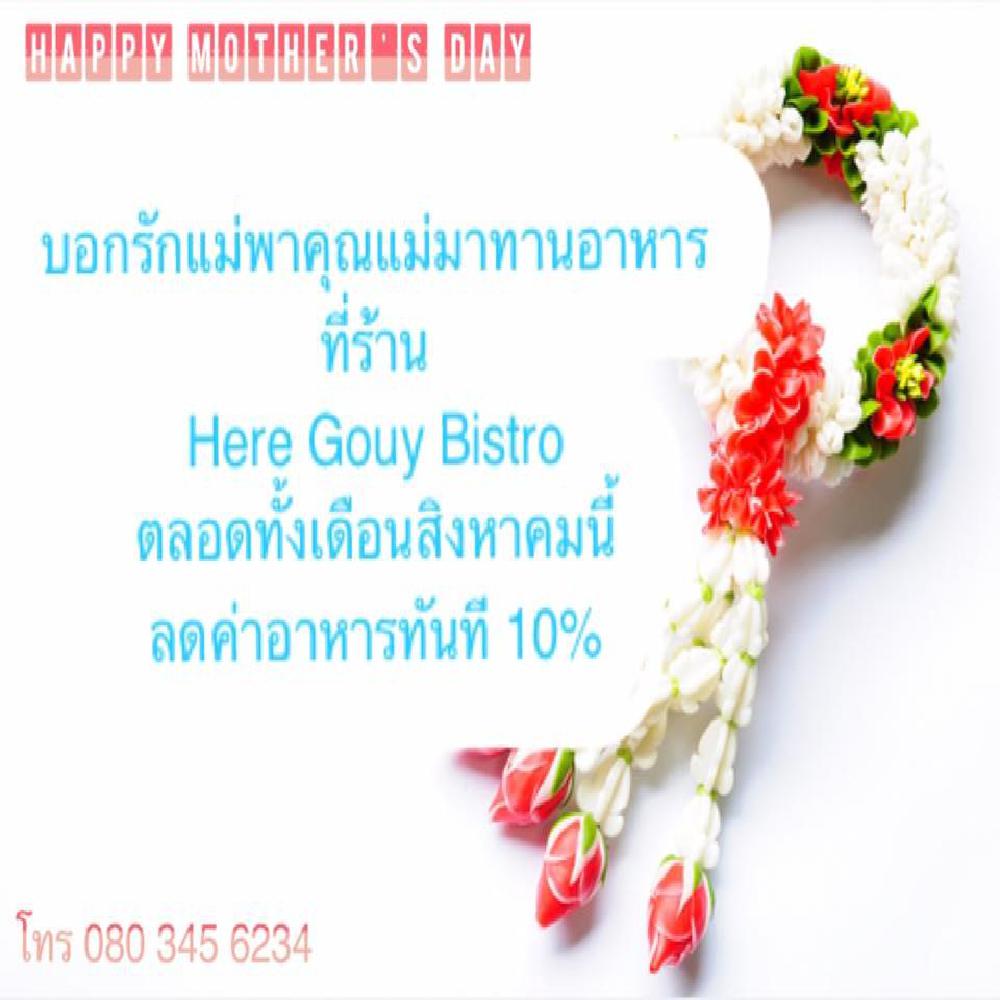 HAPPY MOTHER'S DAY
บอกรักแม่พาคุณแม่มาทานอาหาร
ที่ร้าน
Here Gouy Bistro
ตลอดทั้งเดือนสิงหาคมนี้
ลดค่าอาหารทันที 10%
โทร 080 345 6234